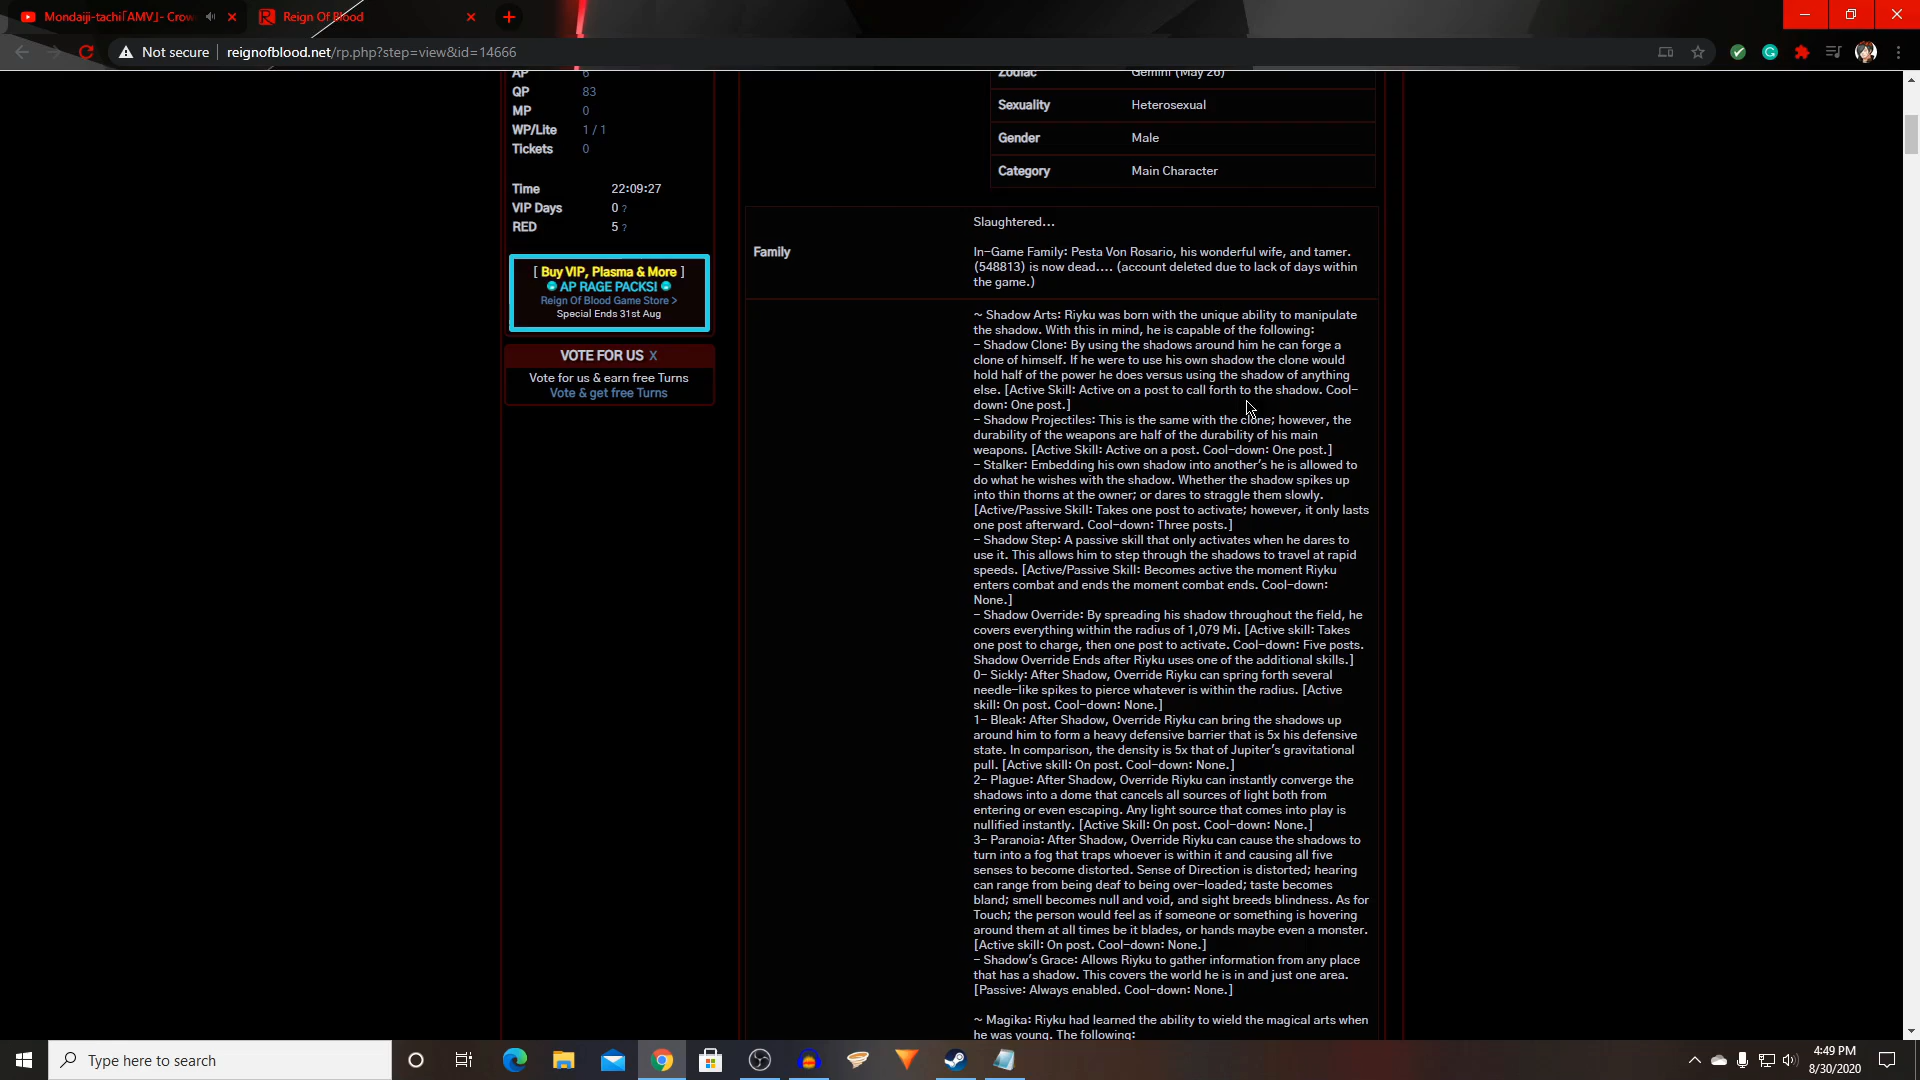 Mondaiji-tachi「AMV」- Crow
Reign Of Blood
Not secure
reignofblood.net/rp.php?step=view&id=14666
AP 6
QP 83
MP 0
WP/Lite 1 / 1
Tickets 0
Time 22:09:27
VIP Days 0 ?
RED 5 ?
[ Buy VIP, Plasma & More ]
AP RAGE PACKS!
Reign Of Blood Game Store >
Special Ends 31st Aug
VOTE FOR US X
Vote for us & earn free Turns
Vote & get free Turns
Zodiac Gemini (May 26)
Sexuality Heterosexual
Gender Male
Category Main Character
Family
Slaughtered...
In-Game Family: Pesta Von Rosario, his wonderful wife, and tamer.
(548813) is now dead.... (account deleted due to lack of days within
the game.)
~ Shadow Arts: Riyku was born with the unique ability to manipulate
the shadow. With this in mind, he is capable of the following:
- Shadow Clone: By using the shadows around him he can forge a
clone of himself. If he were to use his own shadow the clone would
hold half of the power he does versus using the shadow of anything
else. [Active Skill: Active on a post to call forth to the shadow. Cool-
down: One post.]
- Shadow Projectiles: This is the same with the clone; however, the
durability of the weapons are half of the durability of his main
weapons. [Active Skill: Active on a post. Cool-down: One post.]
- Stalker: Embedding his own shadow into another's he is allowed to
do what he wishes with the shadow. Whether the shadow spikes up
into thin thorns at the owner; or dares to straggle them slowly.
[Active/Passive Skill: Takes one post to activate; however, it only lasts
one post afterward. Cool-down: Three posts.]
- Shadow Step: A passive skill that only activates when he dares to
use it. This allows him to step through the shadows to travel at rapid
speeds. [Active/Passive Skill: Becomes active the moment Riyku
enters combat and ends the moment combat ends. Cool-down:
None.]
- Shadow Override: By spreading his shadow throughout the field, he
covers everything within the radius of 1,079 Mi. [Active skill: Takes
one post to charge, then one post to activate. Cool-down: Five posts.
Shadow Override Ends after Riyku uses one of the additional skills.]
0- Sickly: After Shadow, Override Riyku can spring forth several
needle-like spikes to pierce whatever is within the radius. [Active
skill: On post. Cool-down: None.]
1- Bleak: After Shadow, Override Riyku can bring the shadows up
around him to form a heavy defensive barrier that is 5x his defensive
state. In comparison, the density is 5x that of Jupiter's gravitational
pull. [Active skill: On post. Cool-down: None.]
2- Plague: After Shadow, Override Riyku can instantly converge the
shadows into a dome that cancels all sources of light both from
entering or even escaping. Any light source that comes into play is
nullified instantly. [Active Skill: On post. Cool-down: None.]
3- Paranoia: After Shadow, Override Riyku can cause the shadows to
turn into a fog that traps whoever is within it and causing all five
senses to become distorted. Sense of Direction is distorted; hearing
can range from being deaf to being over-loaded; taste becomes
bland; smell becomes null and void, and sight breeds blindness. As for
Touch; the person would feel as if someone or something is hovering
around them at all times be it blades, or hands maybe even a monster.
[Active skill: On post. Cool-down: None.]
- Shadow's Grace: Allows Riyku to gather information from any place
that has a shadow. This covers the world he is in and just one area.
[Passive: Always enabled. Cool-down: None.]
~ Magika: Riyku had learned the ability to wield the magical arts when
he was young. The following:
Type here to search
4:49 PM
8/30/2020